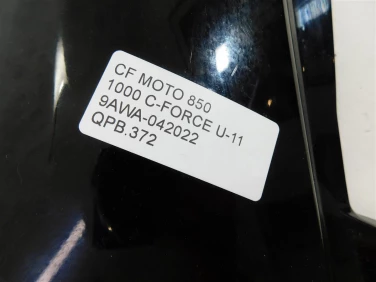 CF MOTO 850
1000 C-FORCE U-11
9AWA-042022
QPB.372